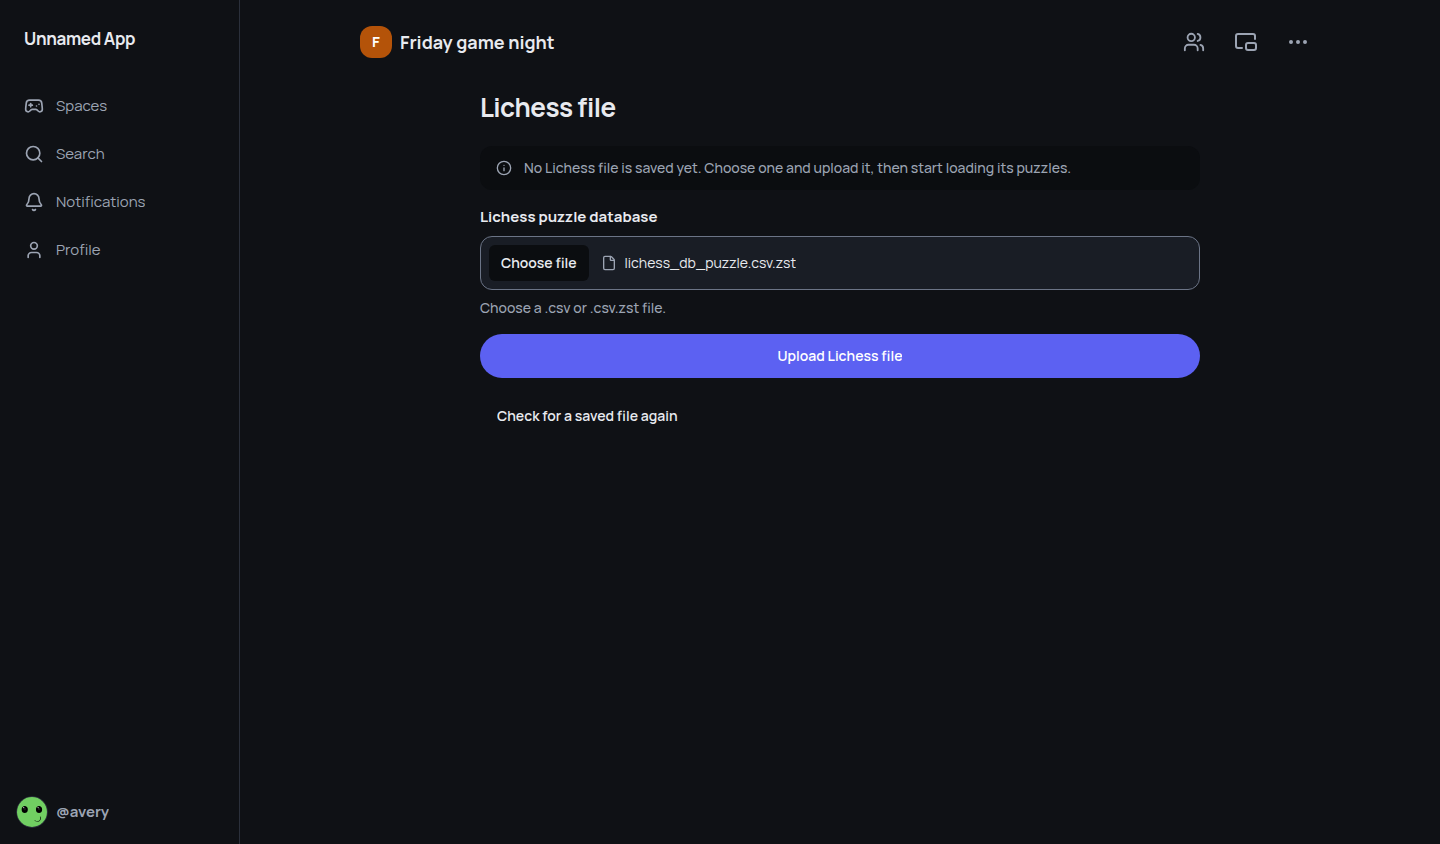 Unnamed App
Spaces
Search
Notifications
Profile
@avery
F
Friday game night
Lichess file
No Lichess file is saved yet. Choose one and upload it, then start loading its puzzles.
Lichess puzzle database
Choose file
lichess_db_puzzle.csv.zst
Choose a .csv or .csv.zst file.
Upload Lichess file
Check for a saved file again